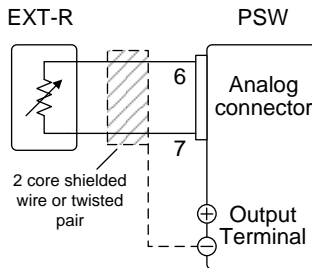 EXT-R
PSW
6
Analog
connector
7
2 core shielded
wire or twisted
pair
+
Output
Terminal
-